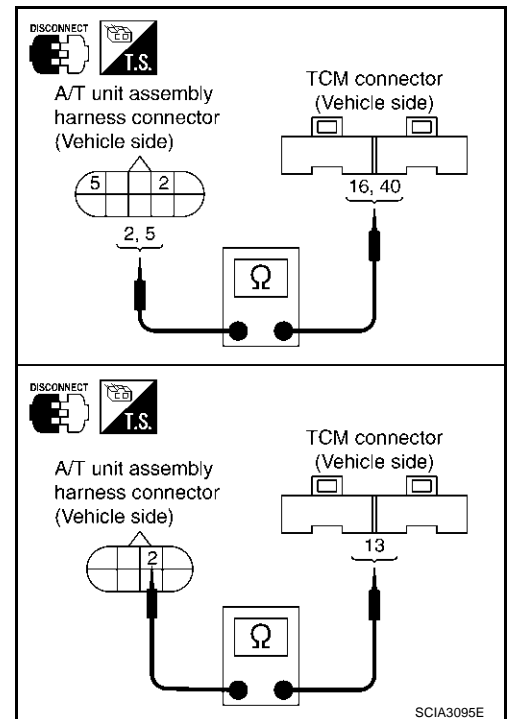 DISCONNECT
T.S.
A/T unit assembly
harness connector
(Vehicle side)
TCM connector
(Vehicle side)
5 2
2, 5
16, 40
Ω
DISCONNECT
T.S.
A/T unit assembly
harness connector
(Vehicle side)
TCM connector
(Vehicle side)
2
13
Ω
SCIA3095E